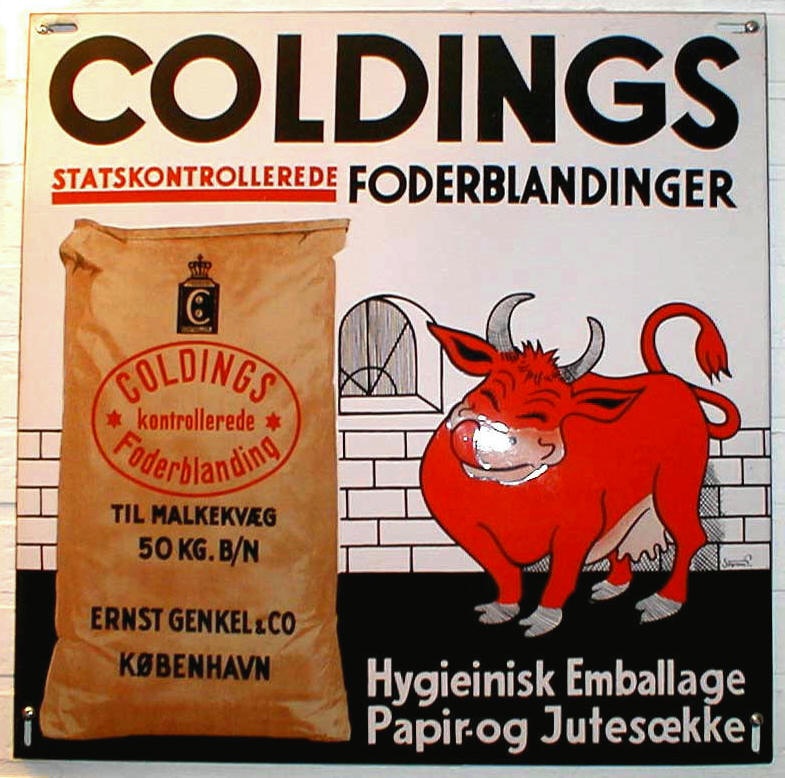 COLDINGS
STATSKONTROLLEREDE FODERBLANDINGER
C
COLDINGS
kontrollerede
Foderblanding
TIL MALKEKVÆG
50 KG. B/N
ERNST GENKEL & CO
KØBENHAVN
Hygieinisk Emballage
Papir-og Jutesække